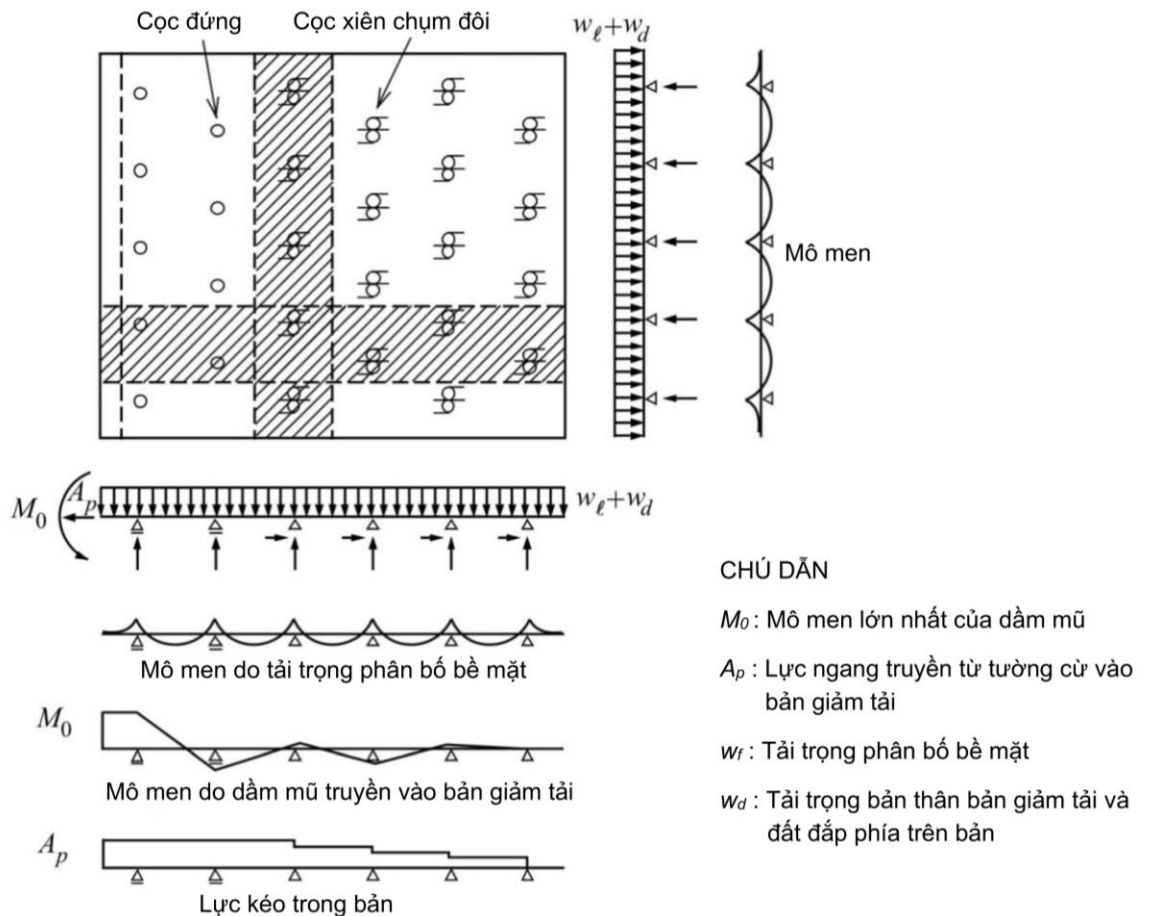 Cọc đứng
Cọc xiên chụm đôi
wℓ+wd
Mô men
M0
Ap
wℓ+wd
Mô men do tải trọng phân bố bề mặt
M0
Mô men do dầm mũ truyền vào bản giảm tải
Ap
Lực kéo trong bản
CHÚ DẪN
M0 : Mô men lớn nhất của dầm mũ
Ap : Lực ngang truyền từ tường cừ vào
bản giảm tải
wf : Tải trọng phân bố bề mặt
wd : Tải trọng bản thân bản giảm tải và
đất đắp phía trên bản